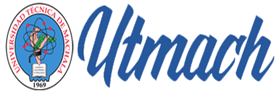 UNIVERSIDAD TÉCNICA DE MACHALA
1969
Utmach